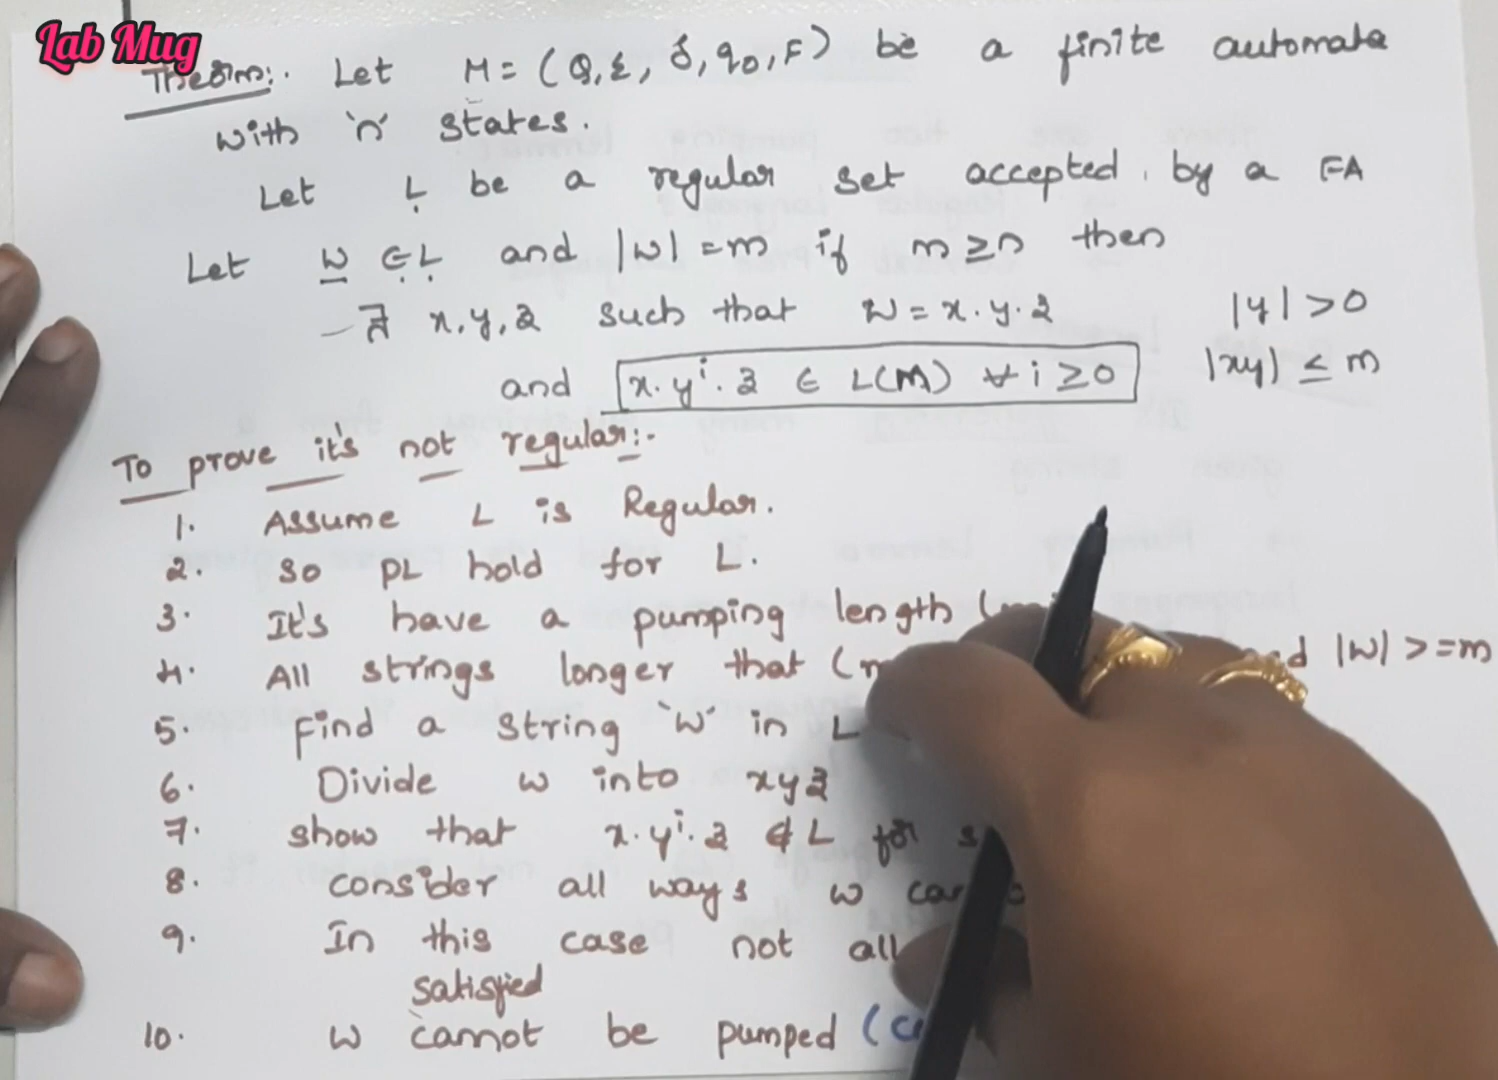 Lab Mug
Theorm:. Let M = (Q, Σ, δ, q0, F) be a finite automata
with 'n' states.
Let L be a regular set accepted by a FA
Let w ∈ L and |w| = m if m ≥ n then
∃ x, y, z such that w = x.y.z |y| > 0
and x.yⁱ.z ∈ L(M) ∀ i ≥ 0 |xy| ≤ m
To prove it's not regular:-
1. Assume L is Regular.
2. So PL hold for L.
3. It's have a pumping length (
4. All strings longer that ( |w| >= m
5. Find a string 'w' in L
6. Divide w into xyz
7. show that x.yⁱ.z ∉ L for
8. consider all ways w
9. In this case not all
satisfied
10. w cannot be pumped (